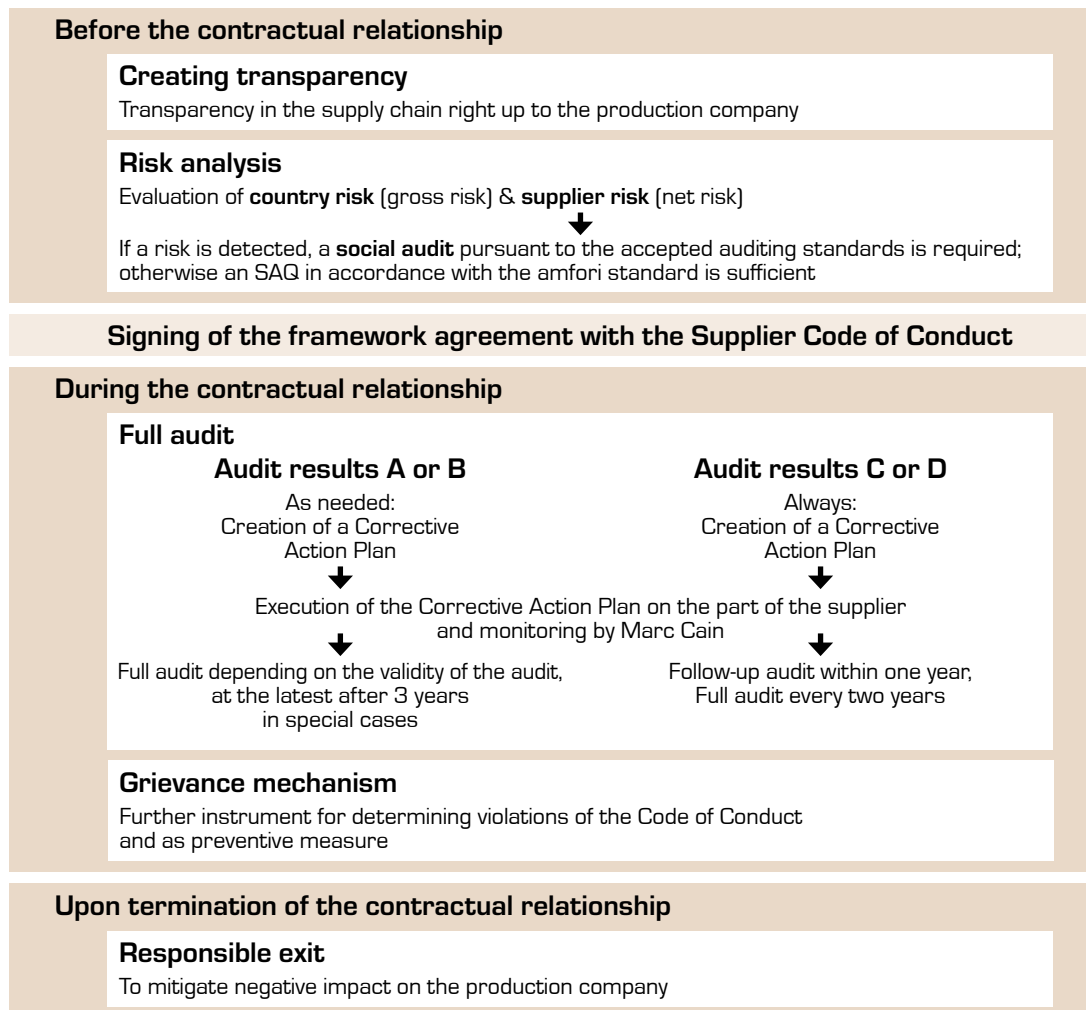 Before the contractual relationship
Creating transparency
Transparency in the supply chain right up to the production company
Risk analysis
Evaluation of country risk (gross risk) & supplier risk (net risk)
If a risk is detected, a social audit pursuant to the accepted auditing standards is required;
otherwise an SAQ in accordance with the amfori standard is sufficient
Signing of the framework agreement with the Supplier Code of Conduct
During the contractual relationship
Full audit
Audit results A or B
As needed:
Creation of a Corrective
Action Plan
Audit results C or D
Always:
Creation of a Corrective
Action Plan
Execution of the Corrective Action Plan on the part of the supplier
and monitoring by Marc Cain
Full audit depending on the validity of the audit,
at the latest after 3 years
in special cases
Follow-up audit within one year,
Full audit every two years
Grievance mechanism
Further instrument for determining violations of the Code of Conduct
and as preventive measure
Upon termination of the contractual relationship
Responsible exit
To mitigate negative impact on the production company